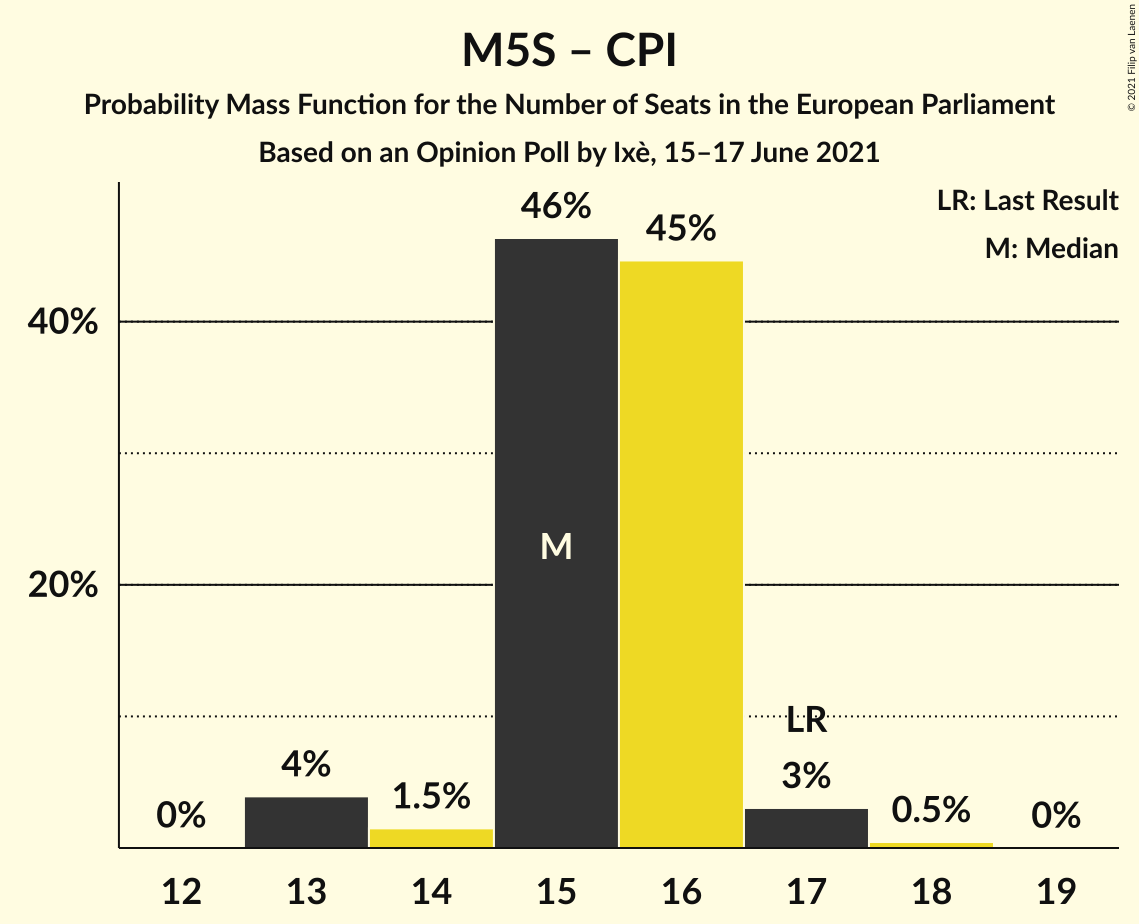 M5S – CPI
Probability Mass Function for the Number of Seats in the European Parliament
Based on an Opinion Poll by Ixè, 15–17 June 2021
© 2021 Filip van Laenen
LR: Last Result
M: Median
40%
20%
0%
4%
1.5%
46%
M
45%
LR
3%
0.5%
0%
12 13 14 15 16 17 18 19